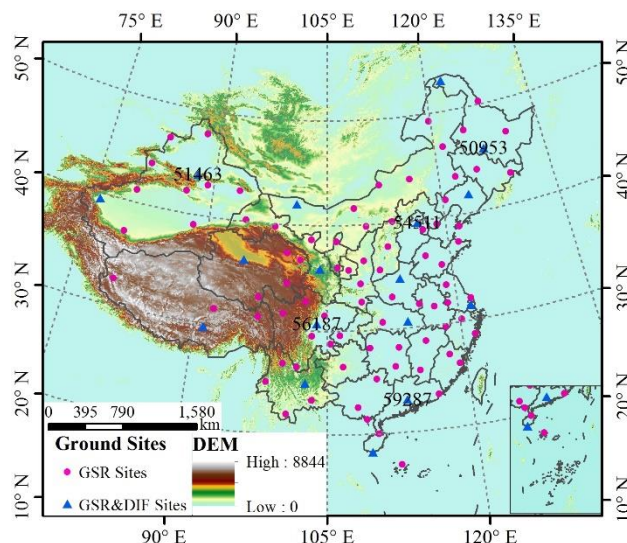 75° E 90° E 105° E 120° E 135° E
50° N
40° N
30° N
20° N
10° N
50° N
40° N
30° N
20° N
10° N
51463
50953
54511
56187
59287
0 395 790 1,580
Ground Sites
GSR Sites
GSR&DIF Sites
DEM
High : 8844
Low : 0
90° E 105° E 120° E